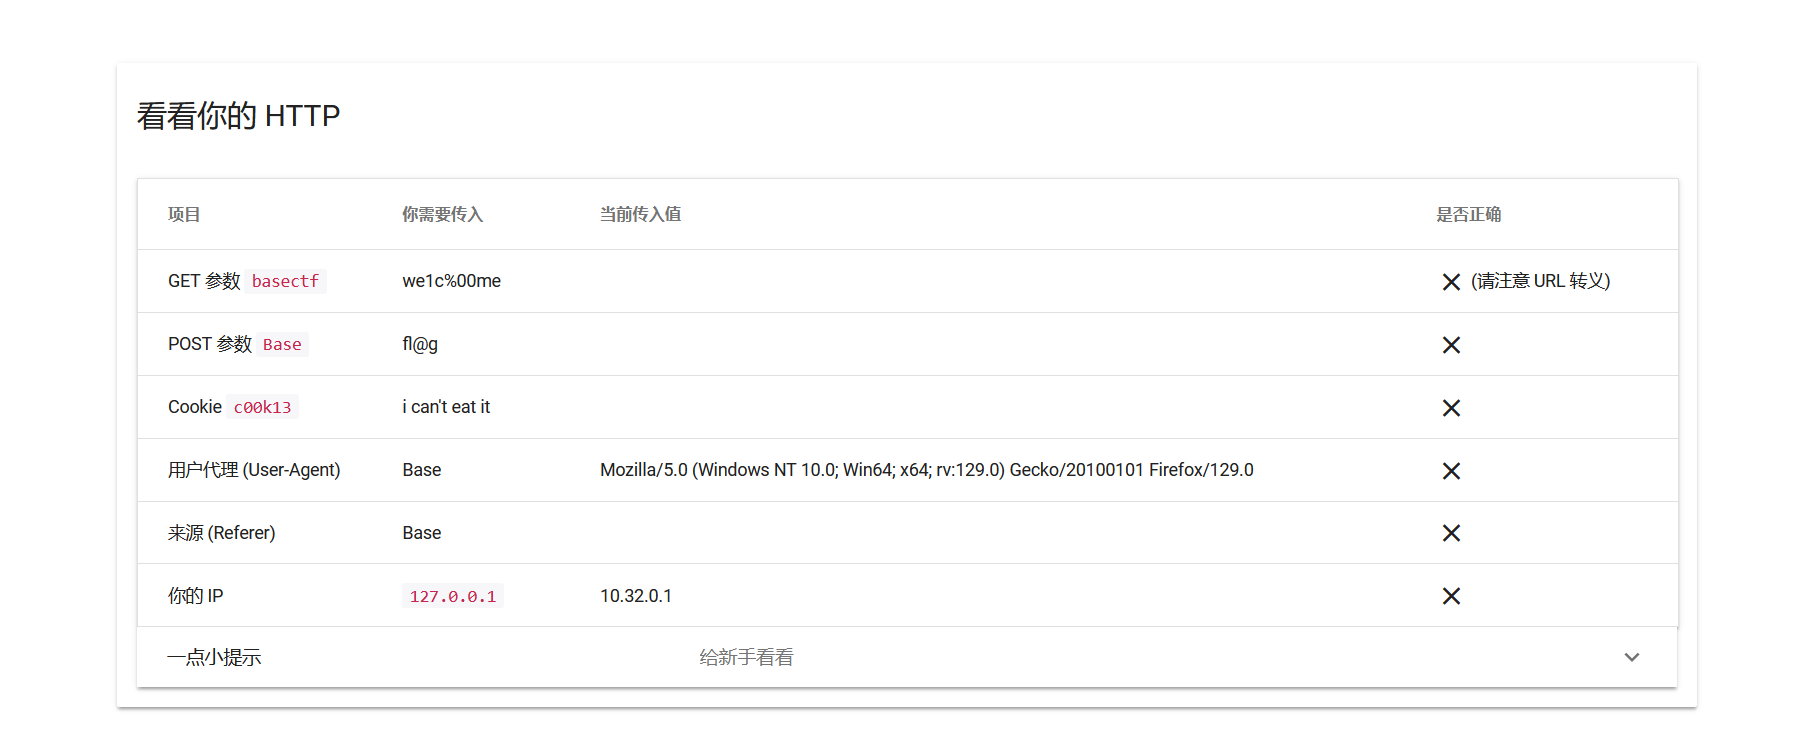 看看你的 HTTP
项目 你需要传入 当前传入值 是否正确
GET 参数 basectf we1c%00me (请注意 URL 转义)
POST 参数 Base fl@g
Cookie c00k13 i can't eat it
用户代理 (User-Agent) Base Mozilla/5.0 (Windows NT 10.0; Win64; x64; rv:129.0) Gecko/20100101 Firefox/129.0
来源 (Referer) Base
你的 IP 127.0.0.1 10.32.0.1
一点小提示 给新手看看